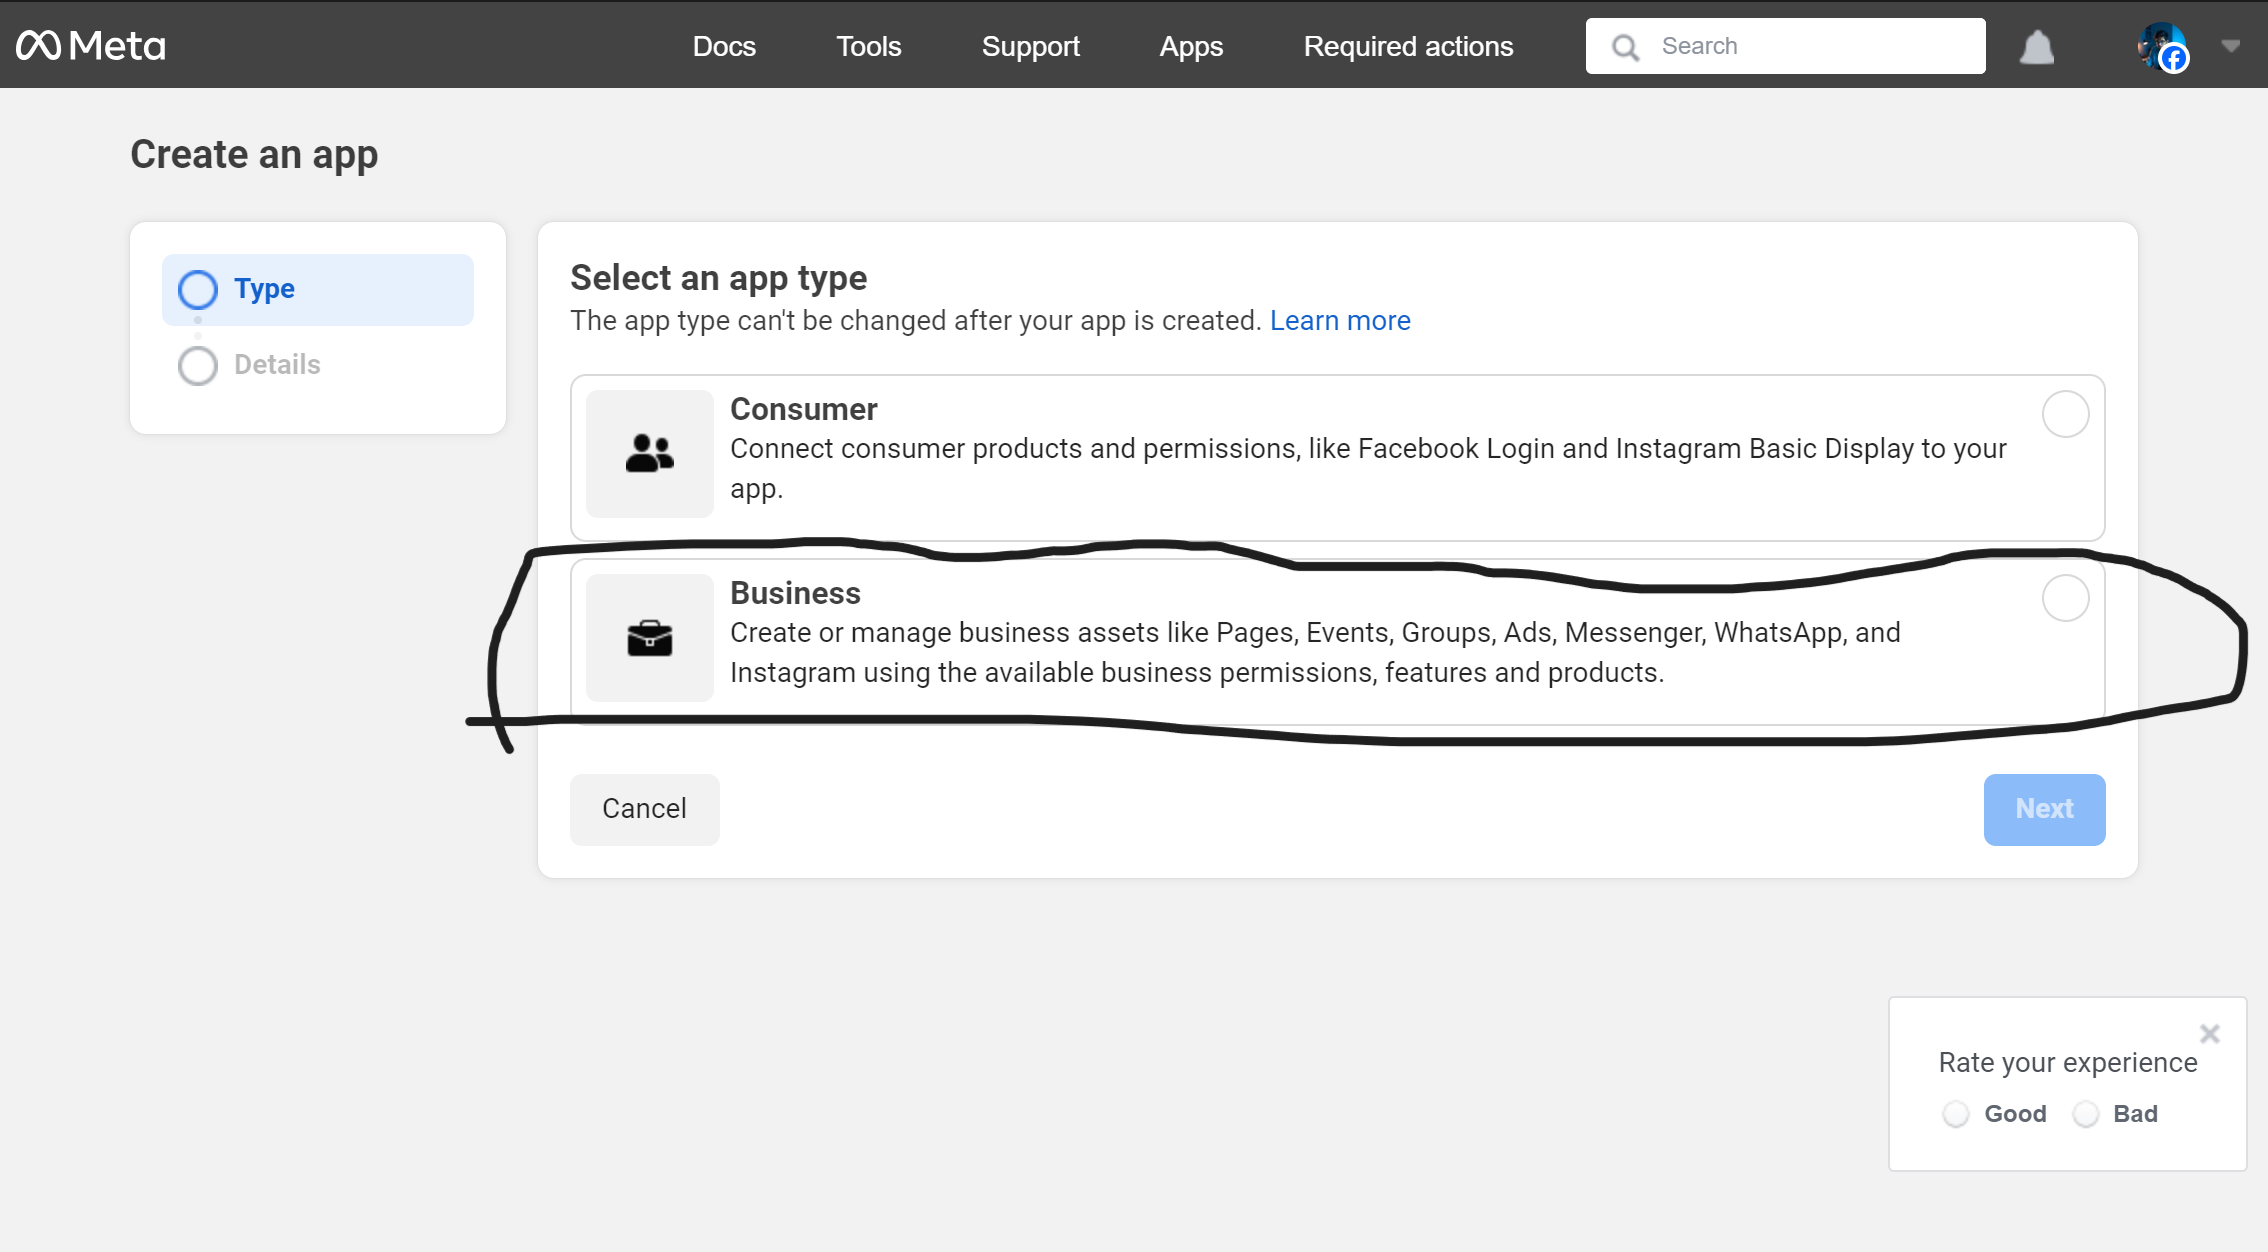 Meta
Docs
Tools
Support
Apps
Required actions
Search
Create an app
Type
Details
Select an app type
The app type can't be changed after your app is created. Learn more
Consumer
Connect consumer products and permissions, like Facebook Login and Instagram Basic Display to your
app.
Business
Create or manage business assets like Pages, Events, Groups, Ads, Messenger, WhatsApp, and
Instagram using the available business permissions, features and products.
Cancel
Next
Rate your experience
Good
Bad